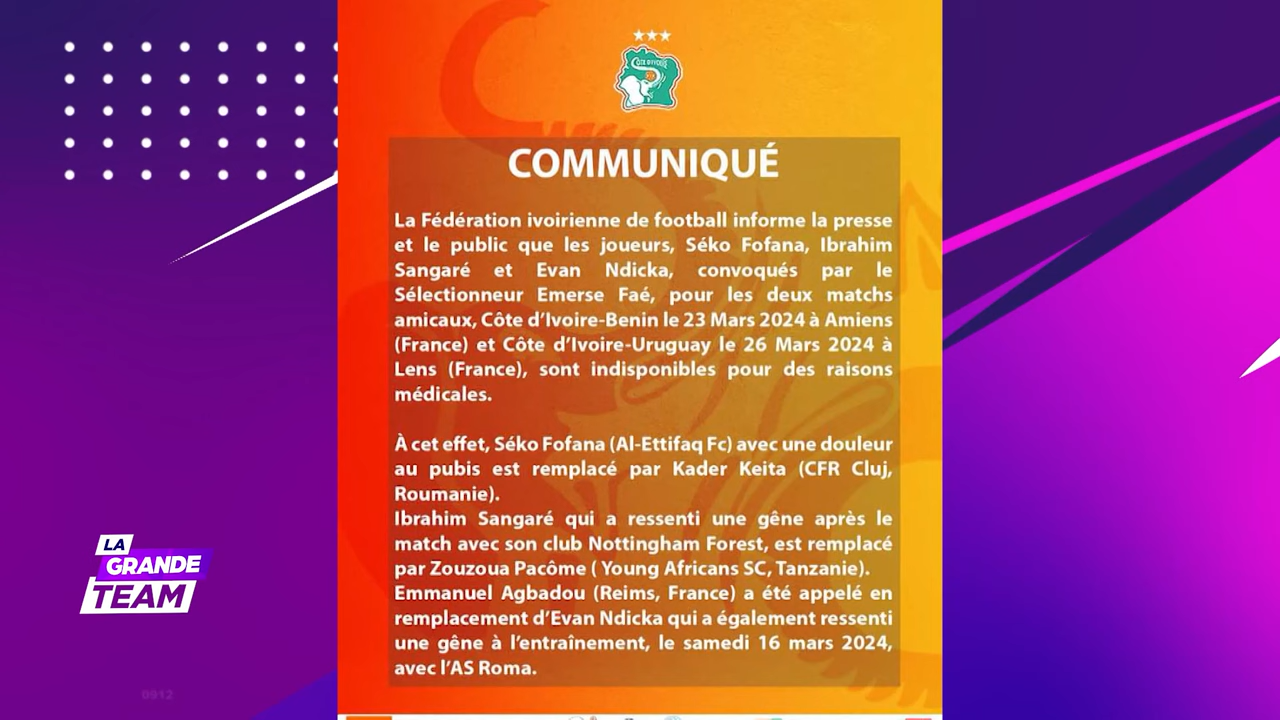 CÔTE D'IVOIRE
COMMUNIQUÉ
La Fédération ivoirienne de football informe la presse
et le public que les joueurs, Séko Fofana, Ibrahim
Sangaré et Evan Ndicka, convoqués par le
Sélectionneur Emerse Faé, pour les deux matchs
amicaux, Côte d'Ivoire-Benin le 23 Mars 2024 à Amiens
(France) et Côte d'Ivoire-Uruguay le 26 Mars 2024 à
Lens (France), sont indisponibles pour des raisons
médicales.
À cet effet, Séko Fofana (Al-Ettifaq Fc) avec une douleur
au pubis est remplacé par Kader Keita (CFR Cluj,
Roumanie).
Ibrahim Sangaré qui a ressenti une gêne après le
match avec son club Nottingham Forest, est remplacé
par Zouzoua Pacôme ( Young Africans SC, Tanzanie).
Emmanuel Agbadou (Reims, France) a été appelé en
remplacement d'Evan Ndicka qui a également ressenti
une gêne à l'entraînement, le samedi 16 mars 2024,
avec l'AS Roma.
LA
GRANDE
TEAM
0912